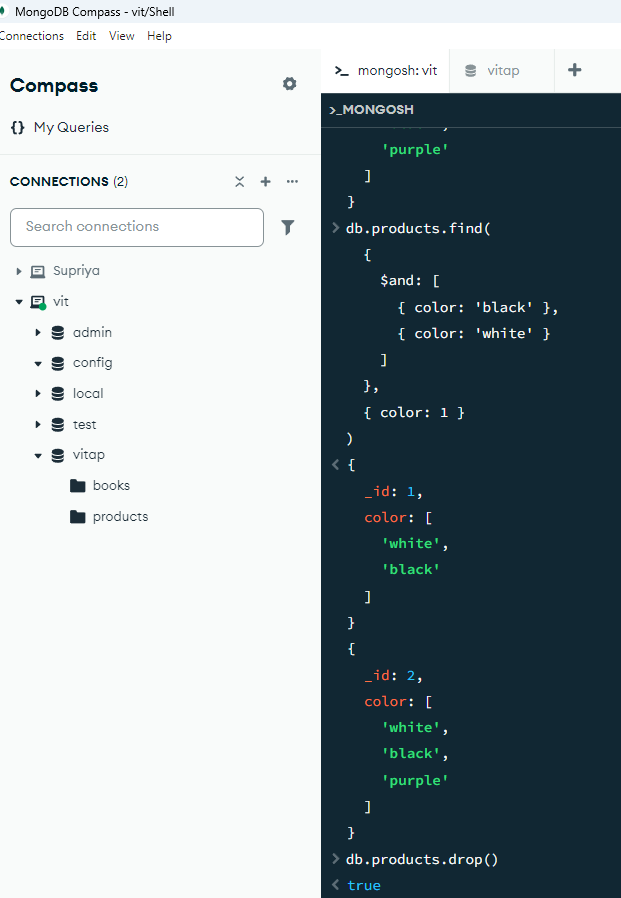 MongoDB Compass - vit/Shell
Connections Edit View Help
Compass
{} My Queries
CONNECTIONS (2)
Search connections
Supriya
vit
admin
config
local
test
vitap
books
products
>_ mongosh: vit
vitap
>_MONGOSH
'purple'
]
}
> db.products.find(
{
$and: [
{ color: 'black' },
{ color: 'white' }
]
},
{ color: 1 }
)
< {
_id: 1,
color: [
'white',
'black'
]
}
{
_id: 2,
color: [
'white',
'black',
'purple'
]
}
> db.products.drop()
< true